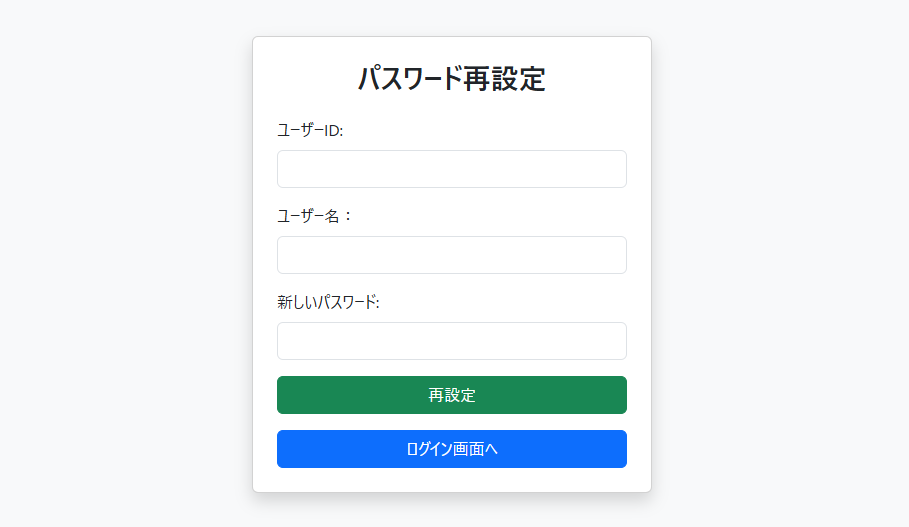 パスワード再設定
ユーザーID:
ユーザー名：
新しいパスワード:
再設定
ログイン画面へ